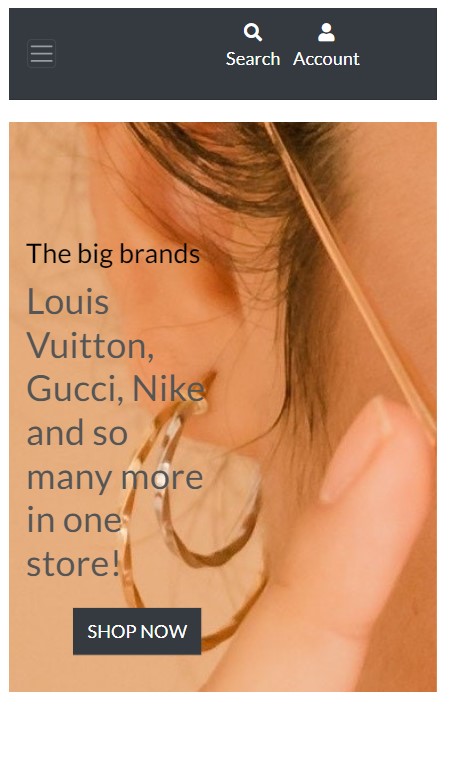 Search Account
The big brands
Louis
Vuitton,
Gucci, Nike
and so
many more
in one
store!
SHOP NOW